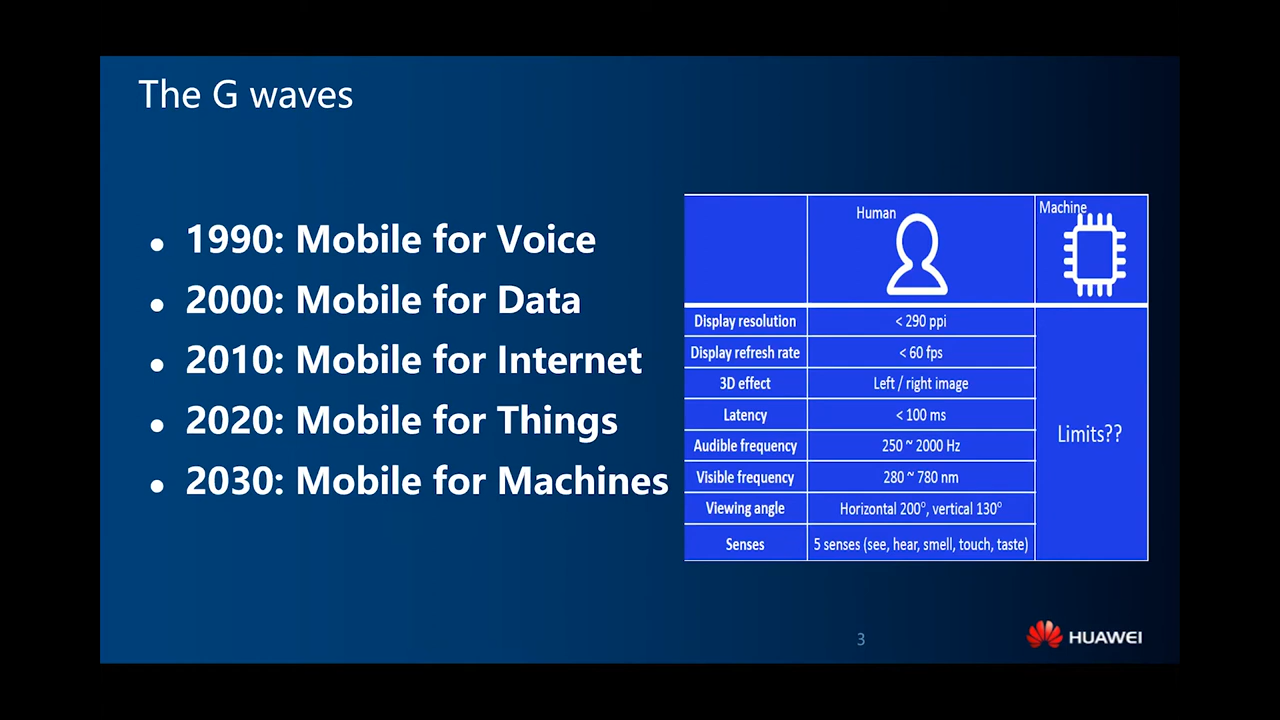 The G waves
● 1990: Mobile for Voice
● 2000: Mobile for Data
● 2010: Mobile for Internet
● 2020: Mobile for Things
● 2030: Mobile for Machines
Human Machine
Display resolution < 290 ppi
Display refresh rate < 60 fps
3D effect Left / right image
Latency < 100 ms
Audible frequency 250 ~ 2000 Hz
Visible frequency 280 ~ 780 nm
Viewing angle Horizontal 200°, vertical 130°
Senses 5 senses (see, hear, smell, touch, taste)
Limits??
3
HUAWEI